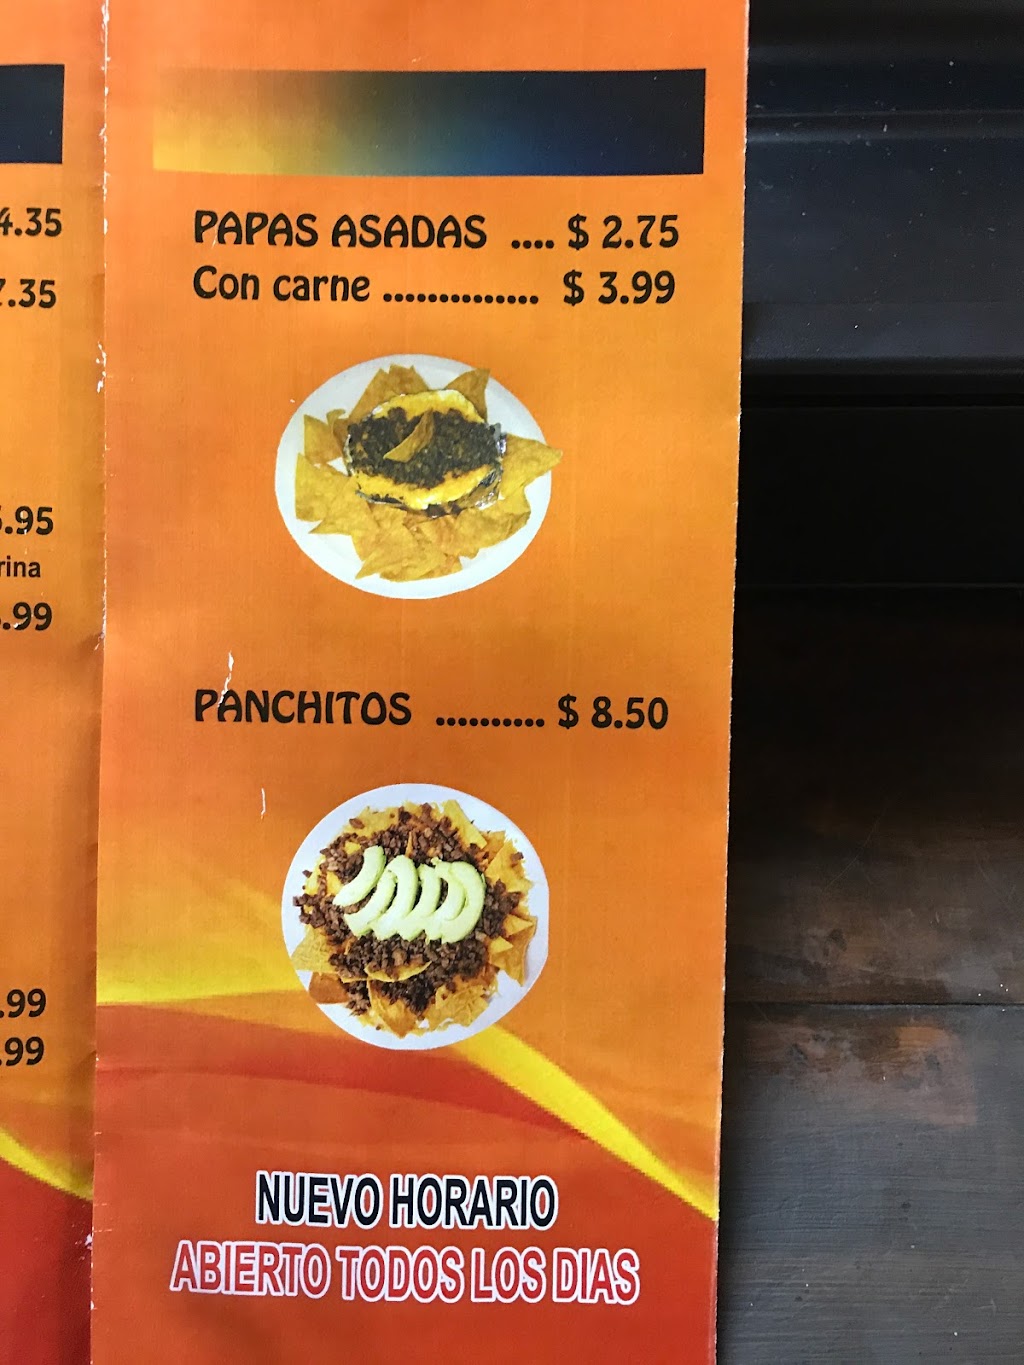 PAPAS ASADAS .... $ 2.75
Con carne .............. $ 3.99
PANCHITOS .......... $ 8.50
NUEVO HORARIO
ABIERTO TODOS LOS DIAS
4.35
7.35
.95
rina
.99
.99
.99